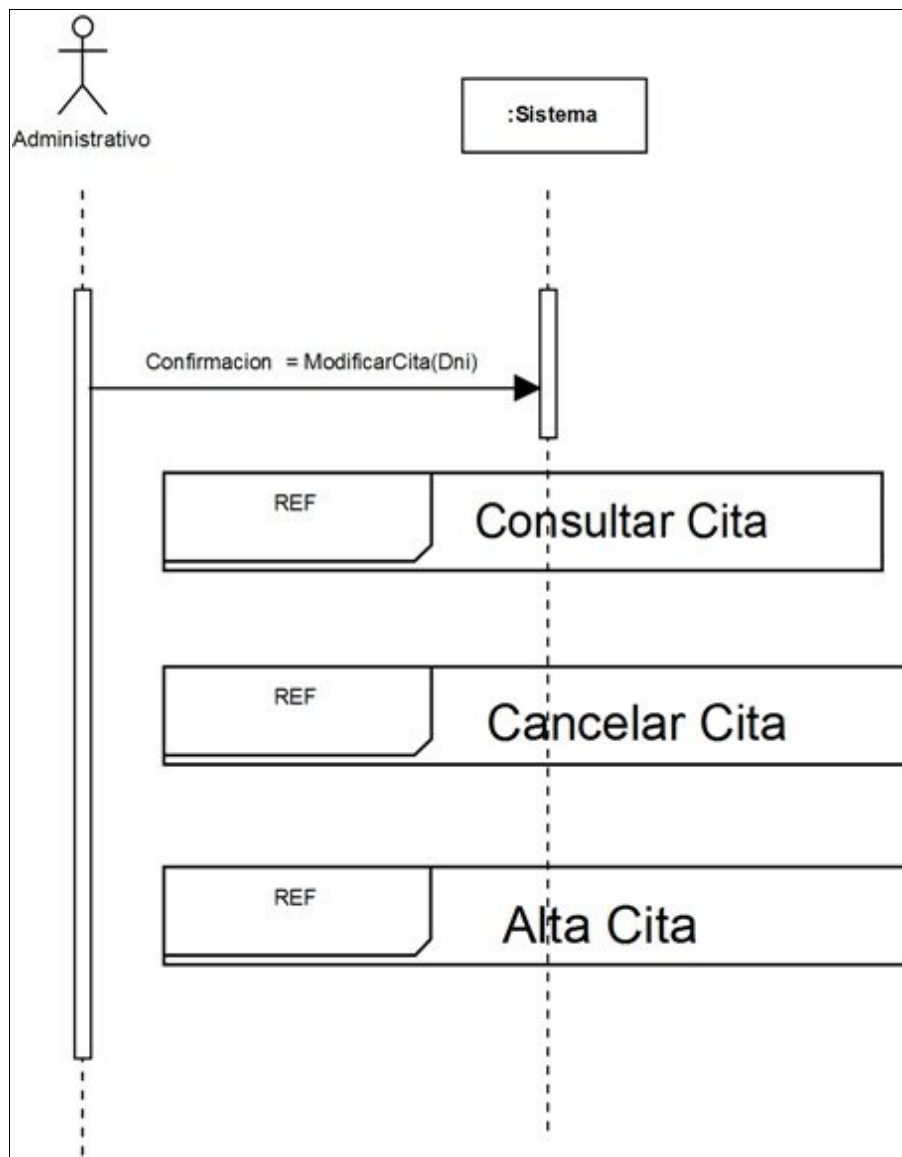 Administrativo
:Sistema
Confirmacion = ModificarCita(Dni)
REF
Consultar Cita
REF
Cancelar Cita
REF
Alta Cita